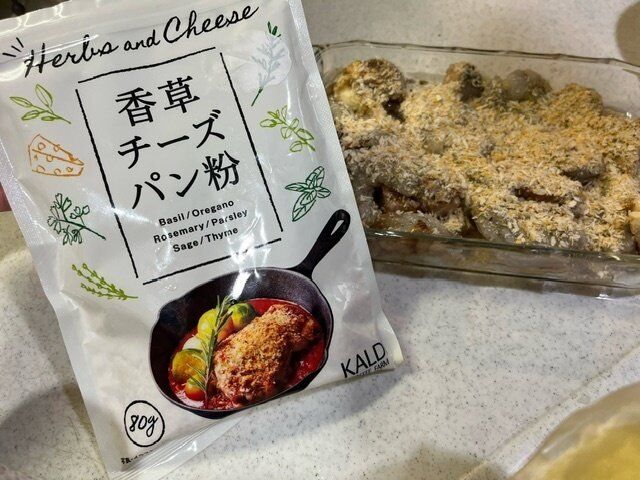 Herbs and Cheese
香草
チーズ
パン粉
Basil/Oregano
Rosemary/Parsley
Sage/Thyme
KALD
FARM
80g